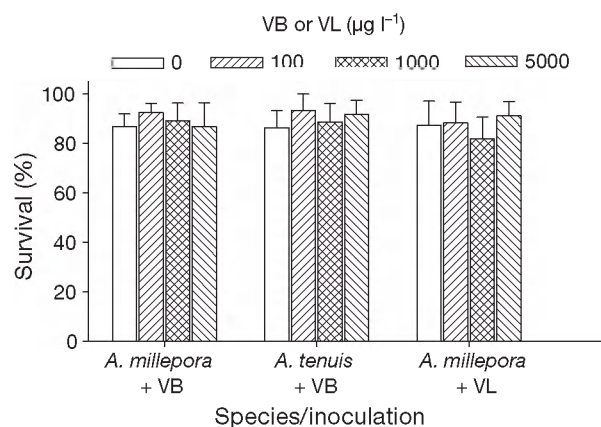 VB or VL (µg l⁻¹)
0 100 1000 5000
100
80
60
40
20
0
Survival (%)
A. millepora + VB
A. tenuis + VB
A. millepora + VL
Species/inoculation